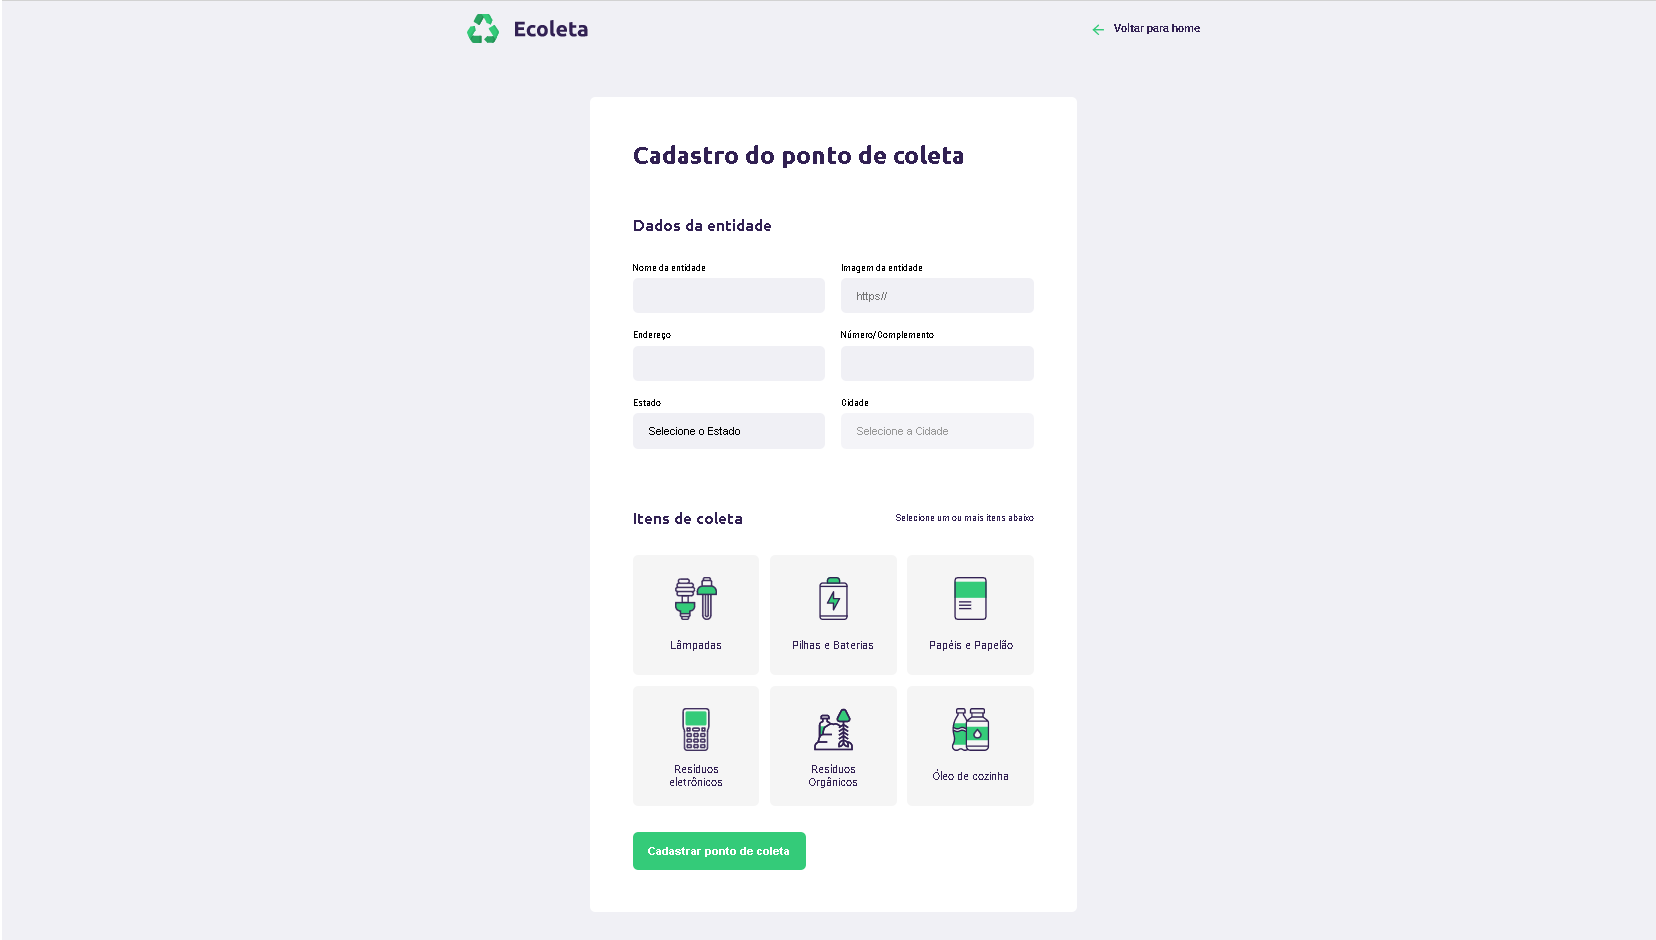 Ecoleta
Voltar para home
Cadastro do ponto de coleta
Dados da entidade
Nome da entidade
Imagem da entidade
https://
Endereço
Número/Complemento
Estado
Cidade
Selecione o Estado
Selecione a Cidade
Itens de coleta
Selecione um ou mais itens abaixo
Lâmpadas
Pilhas e Baterias
Papéis e Papelão
Resíduos
eletrônicos
Resíduos
Orgânicos
Óleo de cozinha
Cadastrar ponto de coleta